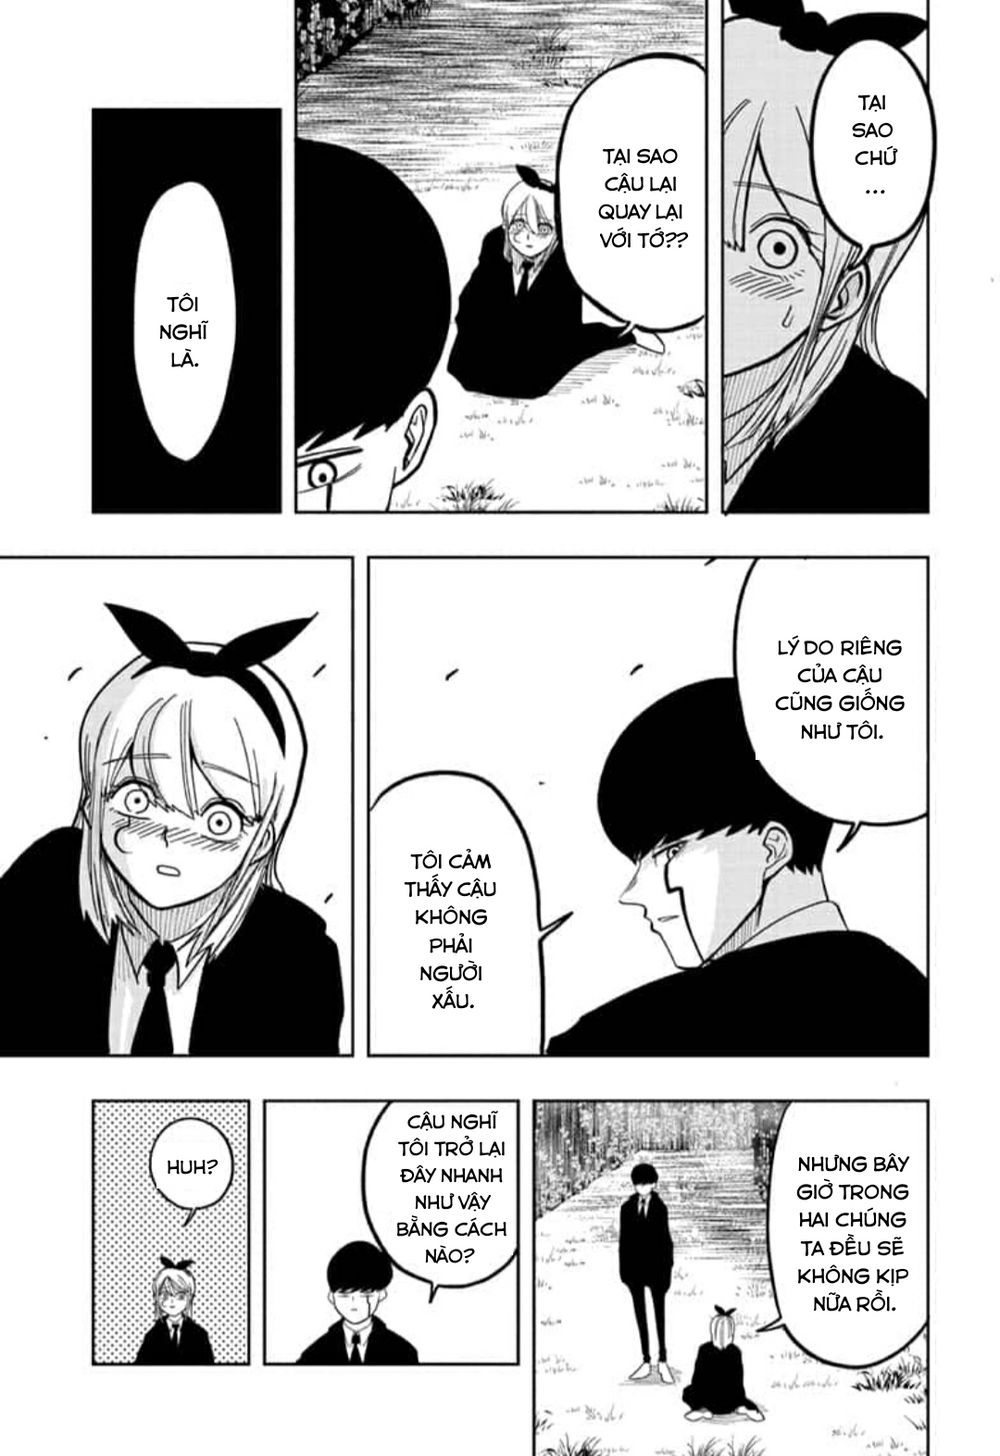 TẠI
SAO
CHỨ
...
TẠI SAO
CẬU LẠI
QUAY LẠI
VỚI TỚ??
TÔI
NGHĨ
LÀ.
LÝ DO RIÊNG
CỦA CẬU
CŨNG GIỐNG
NHƯ TÔI.
TÔI CẢM
THẤY CẬU
KHÔNG
PHẢI
NGƯỜI
XẤU.
NHƯNG BÂY
GIỜ TRONG
HAI CHÚNG
TA ĐỀU SẼ
KHÔNG KỊP
NỮA RỒI.
CẬU NGHĨ
TÔI TRỞ LẠI
ĐÂY NHANH
NHƯ VẬY
BẰNG CÁCH
NÀO?
HUH?